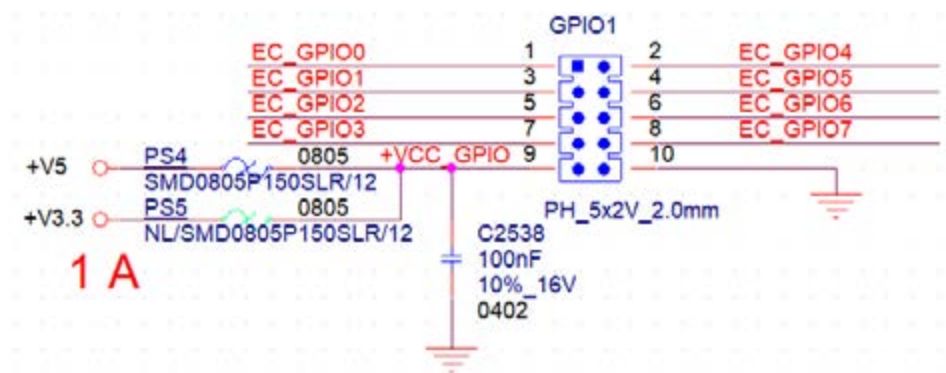 GPIO1
EC_GPIO0 1 2 EC_GPIO4
EC_GPIO1 3 4 EC_GPIO5
EC_GPIO2 5 6 EC_GPIO6
EC_GPIO3 7 8 EC_GPIO7
+V5 PS4 0805 +VCC_GPIO 9 10
SMD0805P150SLR/12
+V3.3 PS5 0805 PH_5x2V_2.0mm
NL/SMD0805P150SLR/12
C2538
1 A 100nF
10%_16V
0402